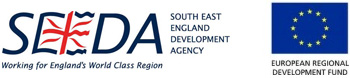 SEEDA
SOUTH EAST
ENGLAND
DEVELOPMENT
AGENCY
Working for England's World Class Region
EUROPEAN REGIONAL
DEVELOPMENT FUND